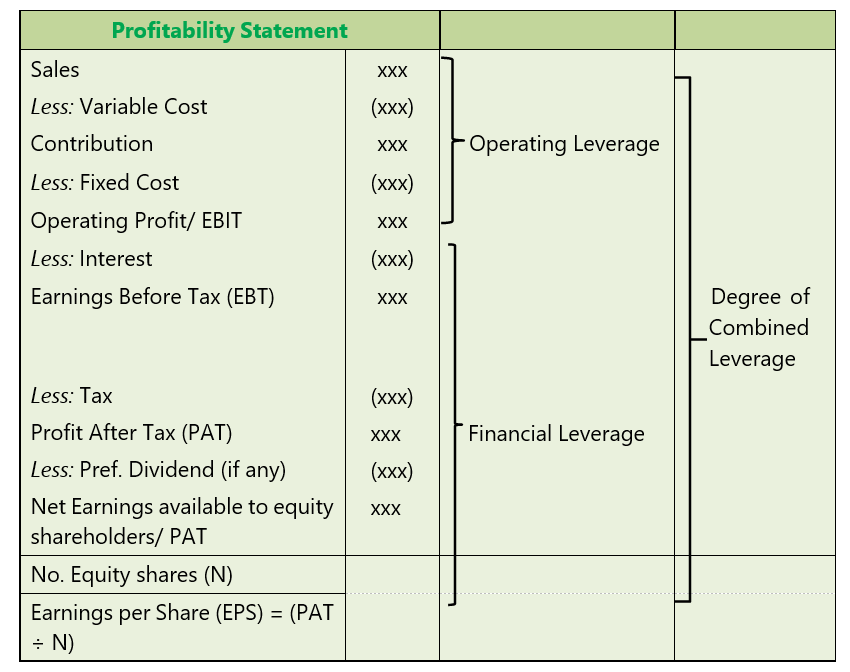 Profitability Statement
Sales xxx
Less: Variable Cost (xxx)
Contribution xxx
Operating Leverage
Less: Fixed Cost (xxx)
Operating Profit/ EBIT xxx
Less: Interest (xxx)
Earnings Before Tax (EBT) xxx
Degree of
Combined
Leverage
Less: Tax (xxx)
Profit After Tax (PAT) xxx
Financial Leverage
Less: Pref. Dividend (if any) (xxx)
Net Earnings available to equity xxx
shareholders/ PAT
No. Equity shares (N)
Earnings per Share (EPS) = (PAT
÷ N)